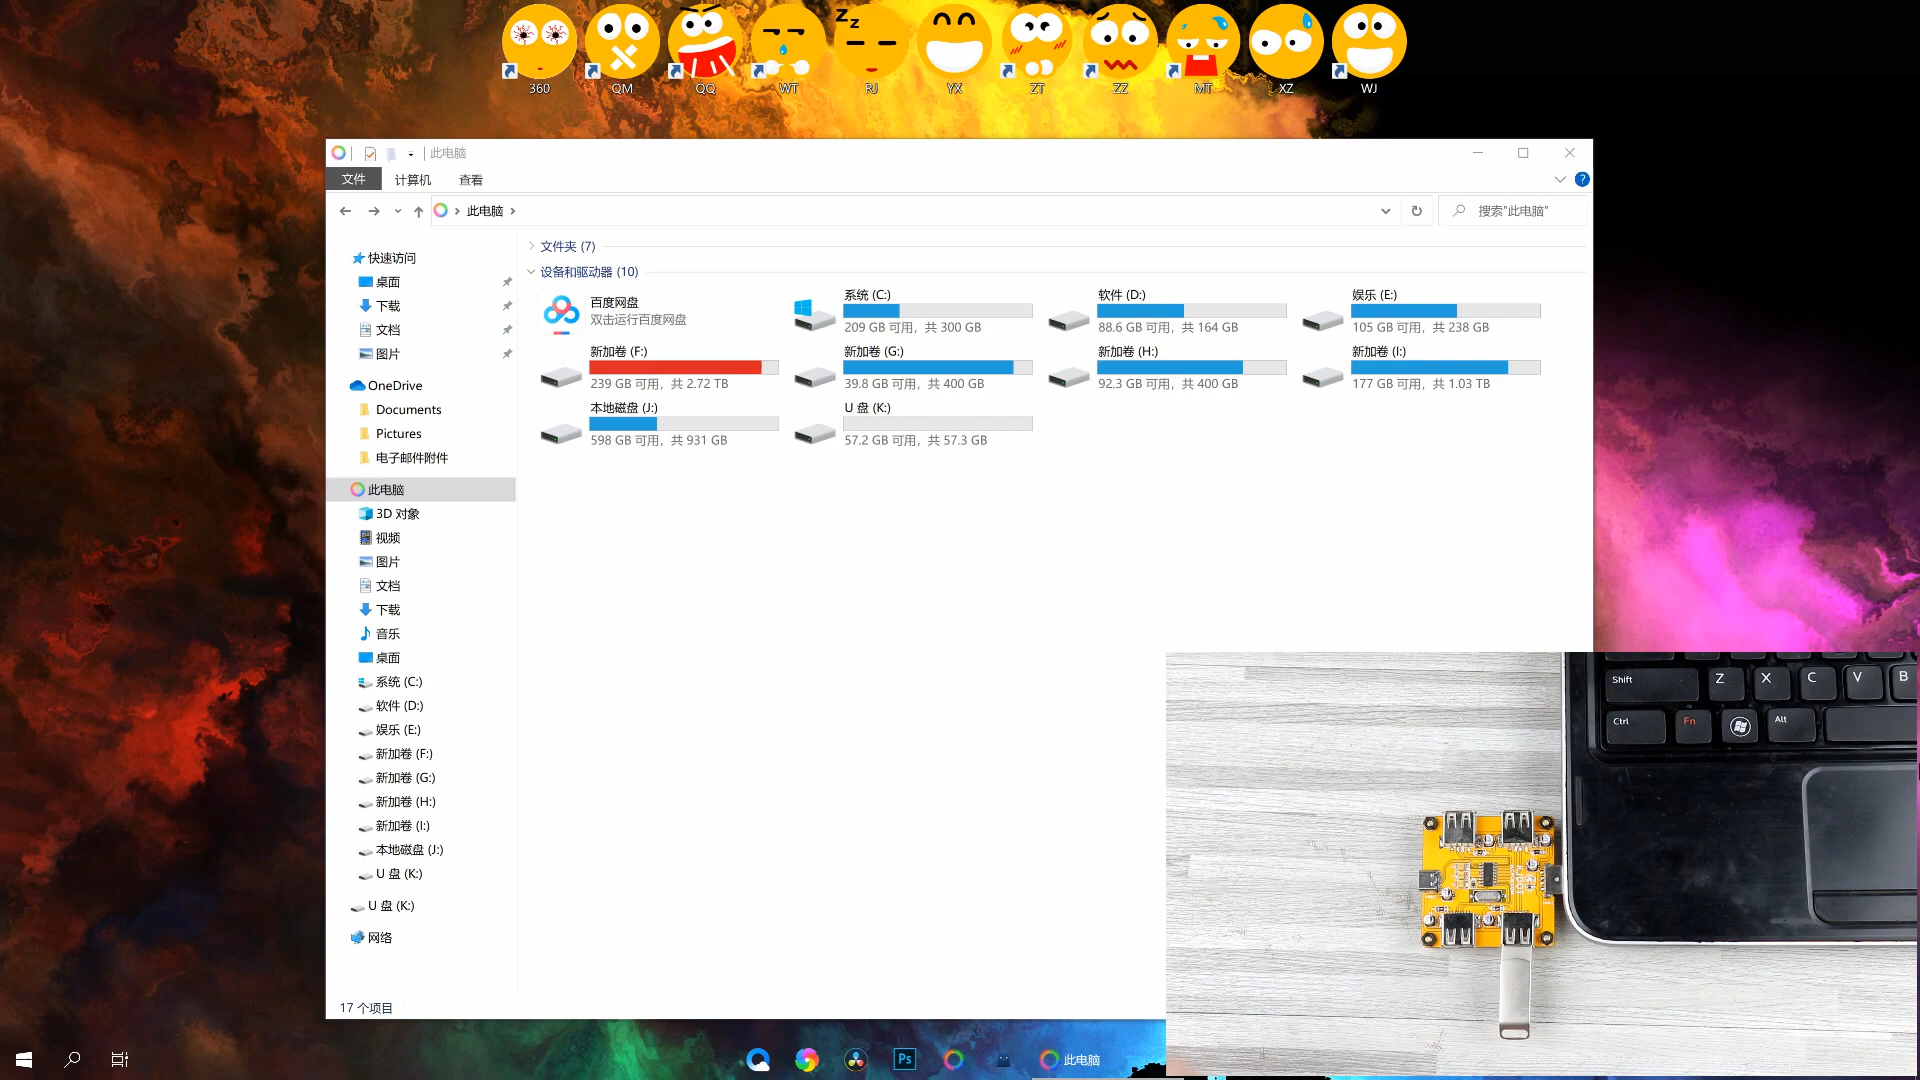 360
QM
QQ
WT
RJ
YX
ZT
ZZ
MT
XZ
WJ
此电脑
文件
计算机
查看
此电脑
搜索"此电脑"
快速访问
桌面
下载
文档
图片
OneDrive
Documents
Pictures
电子邮件附件
此电脑
3D 对象
视频
图片
文档
下载
音乐
桌面
系统 (C:)
软件 (D:)
娱乐 (E:)
新加卷 (F:)
新加卷 (G:)
新加卷 (H:)
新加卷 (I:)
本地磁盘 (J:)
U 盘 (K:)
U 盘 (K:)
网络
文件夹 (7)
设备和驱动器 (10)
百度网盘
双击运行百度网盘
系统 (C:)
209 GB 可用，共 300 GB
软件 (D:)
88.6 GB 可用，共 164 GB
娱乐 (E:)
105 GB 可用，共 238 GB
新加卷 (F:)
239 GB 可用，共 2.72 TB
新加卷 (G:)
39.8 GB 可用，共 400 GB
新加卷 (H:)
92.3 GB 可用，共 400 GB
新加卷 (I:)
177 GB 可用，共 1.03 TB
本地磁盘 (J:)
598 GB 可用，共 931 GB
U 盘 (K:)
57.2 GB 可用，共 57.3 GB
17 个项目
Shift
Z
X
C
V
B
Ctrl
Fn
Alt
Ps
此电脑